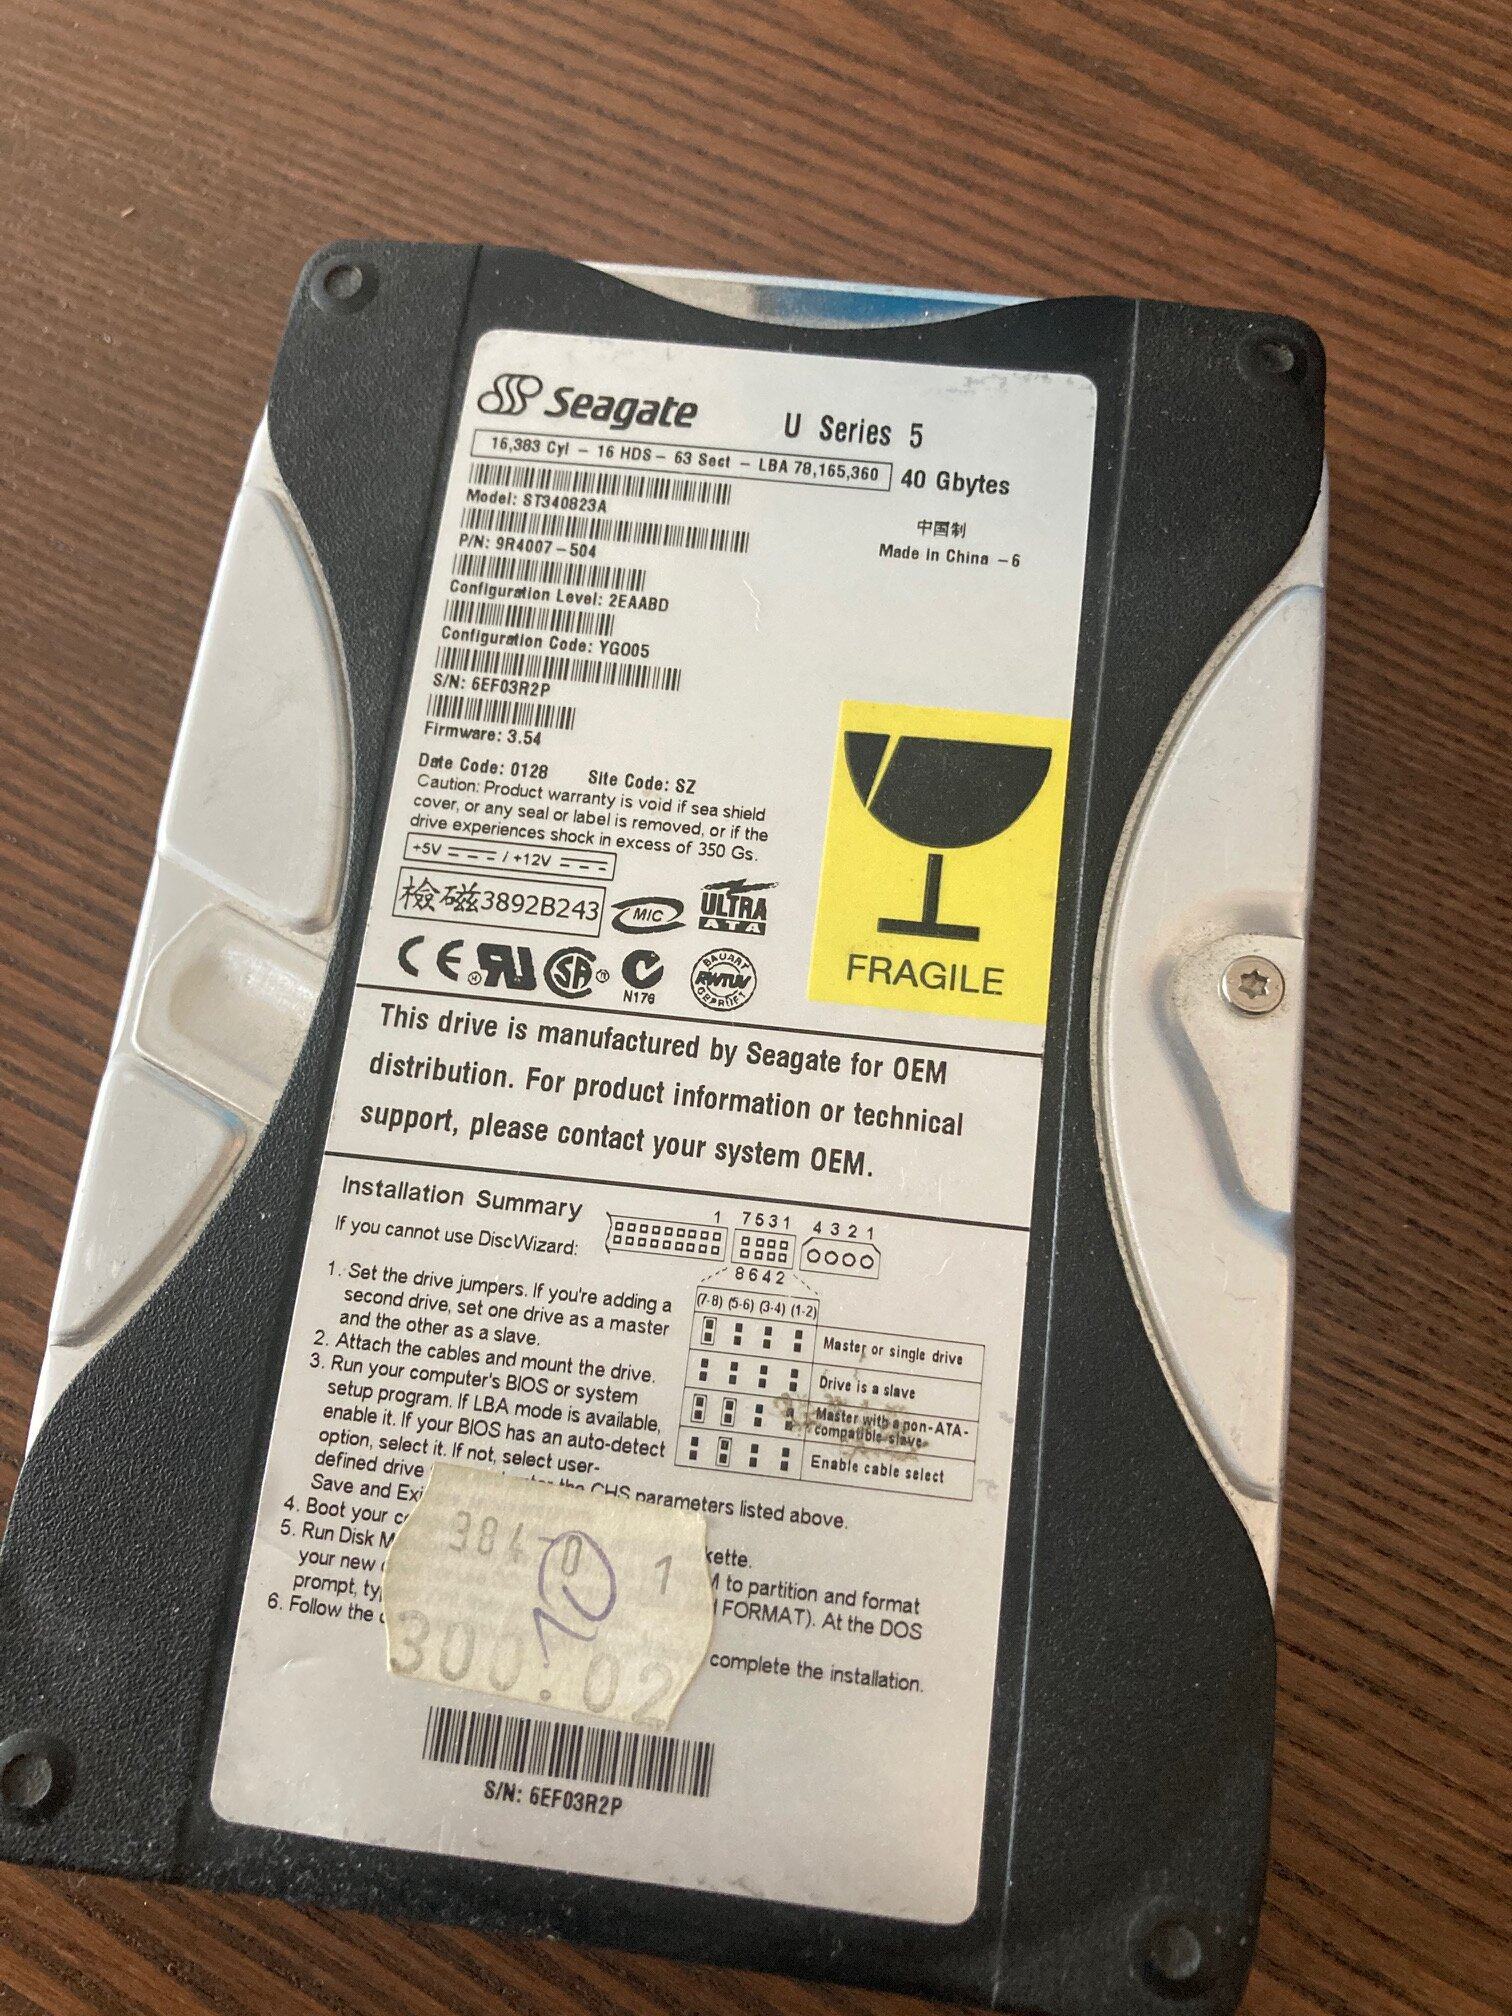 Seagate
U Series 5
16,383 Cyl – 16 HDS – 63 Sect – LBA 78,165,360
40 Gbytes
Model: ST340823A
中国制
P/N: 9R4007-504
Made in China -6
Configuration Level: 2EAABD
Configuration Code: YG005
S/N: 6EF03R2P
Firmware: 3.54
Date Code: 0128 Site Code: SZ
Caution: Product warranty is void if sea shield
cover, or any seal or label is removed, or if the
drive experiences shock in excess of 350 Gs.
+5V / +12V
檢磁3892B243
MIC
ULTRA
ATA
CE
N176
BAUART
RWTÜV
GEPRÜFT
FRAGILE
This drive is manufactured by Seagate for OEM
distribution. For product information or technical
support, please contact your system OEM.
Installation Summary
If you cannot use DiscWizard:
1 7531 4321
8642
1. Set the drive jumpers. If you're adding a
second drive, set one drive as a master
and the other as a slave.
2. Attach the cables and mount the drive.
3. Run your computer's BIOS or system
setup program. If LBA mode is available,
enable it. If your BIOS has an auto-detect
option, select it. If not, select user-
defined drive the CHS parameters listed above.
Save and
4. Boot your
5. Run Disk
your new to partition and format
prompt, FORMAT). At the DOS
6. Follow the complete the installation.
(7-8) (5-6) (3-4) (1-2)
Master or single drive
Drive is a slave
Master with a non-ATA-
compatible slave
Enable cable select
10
1
300.02
S/N: 6EF03R2P